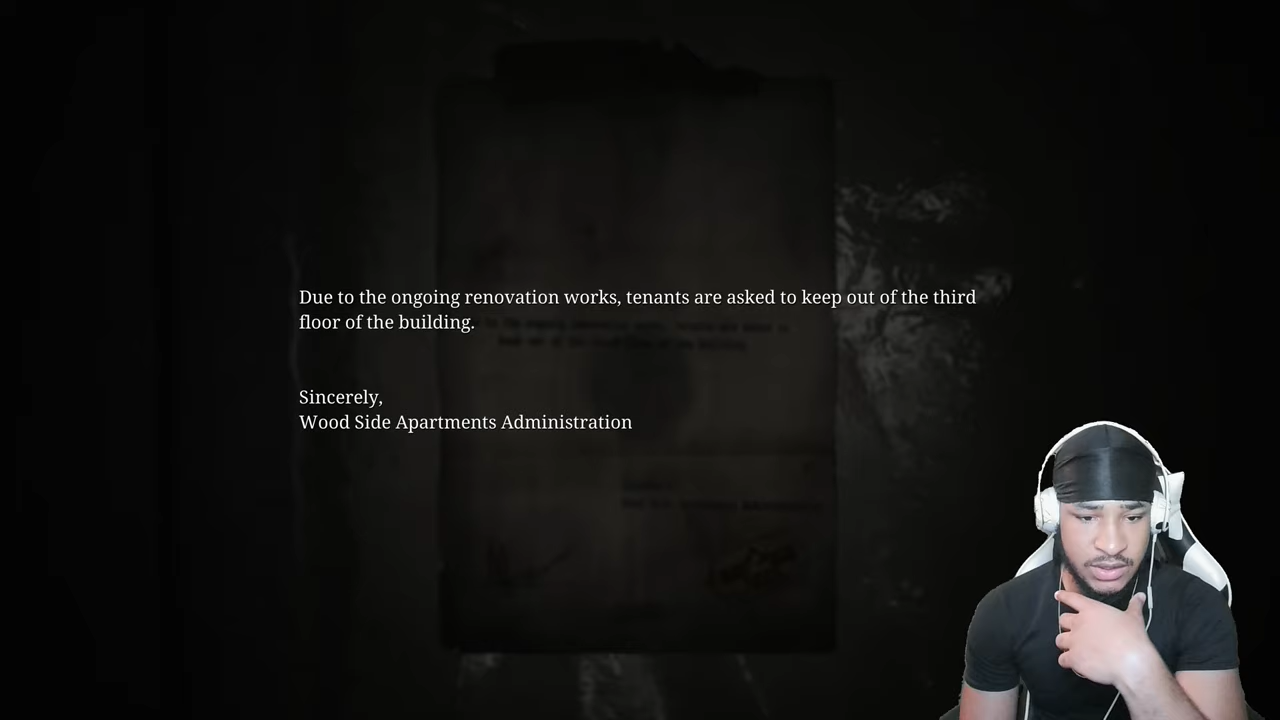 Due to the ongoing renovation works, tenants are asked to keep out of the third
floor of the building.
Sincerely,
Wood Side Apartments Administration